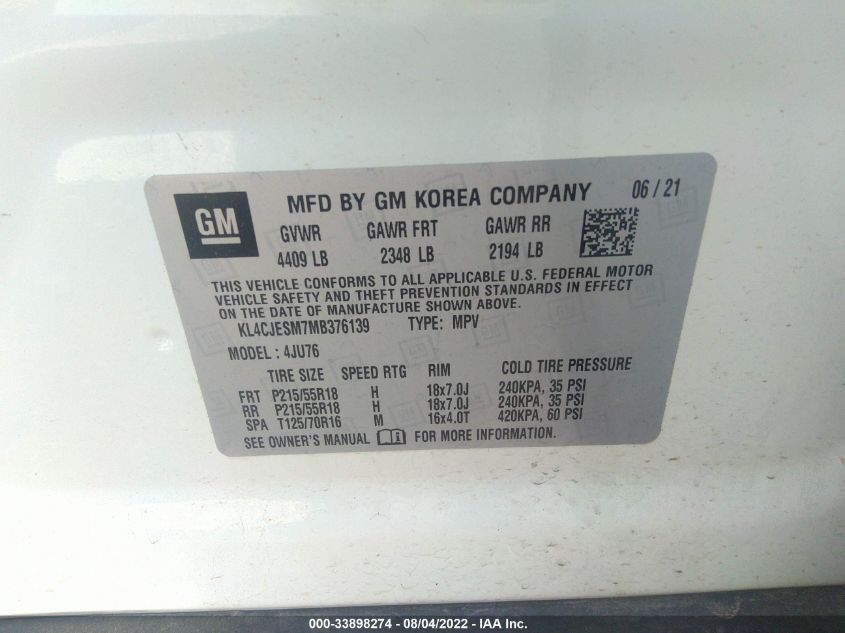 GM
MFD BY GM KOREA COMPANY 06 / 21
GVWR GAWR FRT GAWR RR
4409 LB 2348 LB 2194 LB
THIS VEHICLE CONFORMS TO ALL APPLICABLE U.S. FEDERAL MOTOR
VEHICLE SAFETY AND THEFT PREVENTION STANDARDS IN EFFECT
ON THE DATE OF MANUFACTURE SHOWN ABOVE.
KL4CJESM7MB376139 TYPE: MPV
MODEL : 4JU76
TIRE SIZE SPEED RTG RIM COLD TIRE PRESSURE
FRT P215/55R18 H 18x7.0J 240KPA, 35 PSI
RR P215/55R18 H 18x7.0J 240KPA, 35 PSI
SPA T125/70R16 M 16x4.0T 420KPA, 60 PSI
SEE OWNER'S MANUAL FOR MORE INFORMATION.
000-33898274 - 08/04/2022 - IAA Inc.